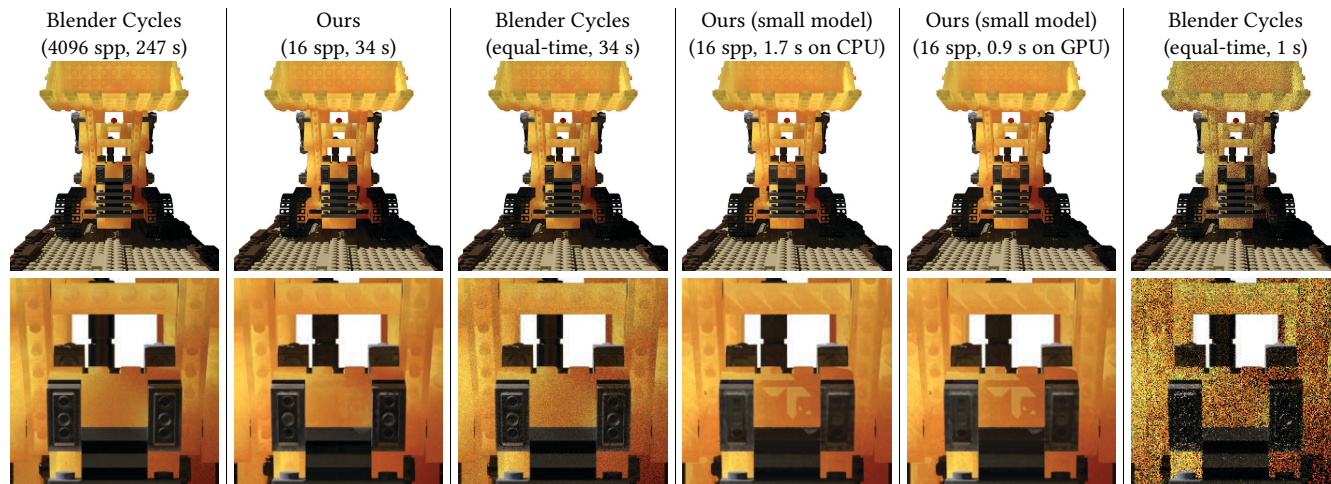 Blender Cycles
(4096 spp, 247 s)
Ours
(16 spp, 34 s)
Blender Cycles
(equal-time, 34 s)
Ours (small model)
(16 spp, 1.7 s on CPU)
Ours (small model)
(16 spp, 0.9 s on GPU)
Blender Cycles
(equal-time, 1 s)